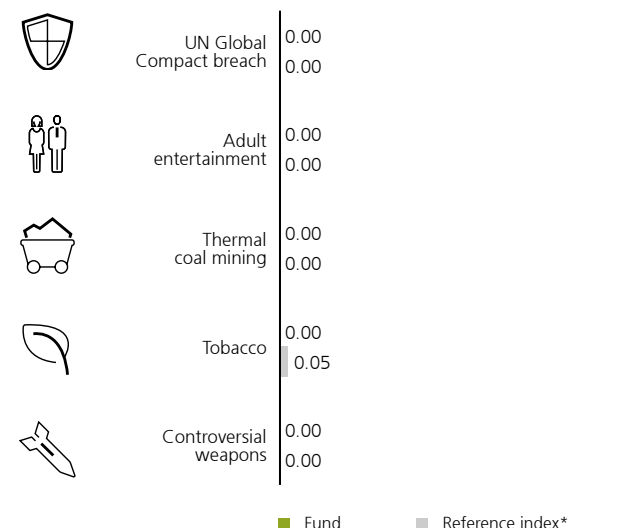 UN Global
Compact breach
0.00
0.00
Adult
entertainment
0.00
0.00
Thermal
coal mining
0.00
0.00
Tobacco
0.00
0.05
Controversial
weapons
0.00
0.00
Fund
Reference index*